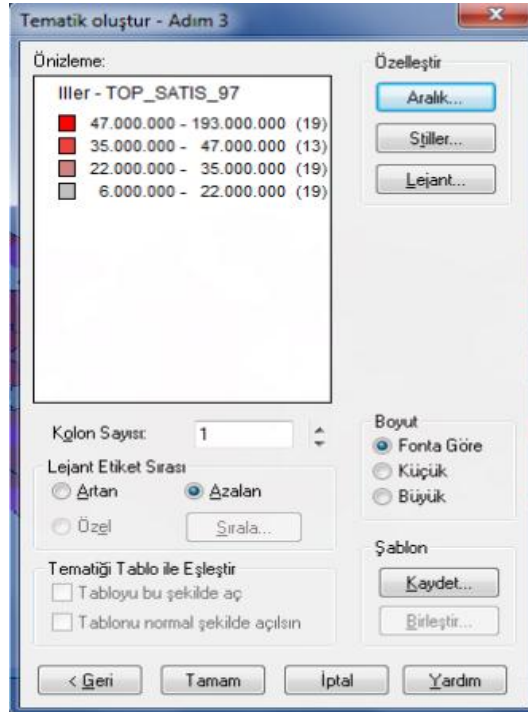 Tematik oluştur - Adım 3
Önizleme:
Iller - TOP_SATIS_97
47.000.000 - 193.000.000 (19)
35.000.000 - 47.000.000 (13)
22.000.000 - 35.000.000 (19)
6.000.000 - 22.000.000 (19)
Özelleştir
Aralık...
Stiller...
Lejant...
Kolon Sayısı:
1
Lejant Etiket Sırası
Artan
Azalan
Özel
Sırala...
Boyut
Fonta Göre
Küçük
Büyük
Tematiği Tablo ile Eşleştir
Tabloyu bu şekilde aç
Tablonu normal şekilde açılsın
Şablon
Kaydet...
Birleştir...
< Geri
Tamam
İptal
Yardım